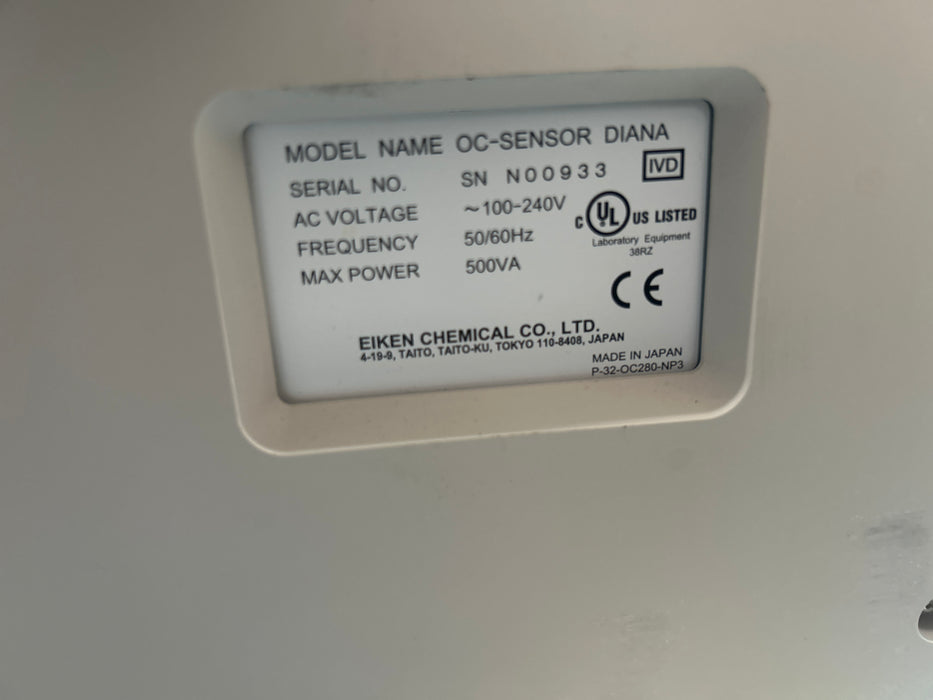 MODEL NAME OC-SENSOR DIANA
SERIAL NO. SN N00933
IVD
AC VOLTAGE ~100-240V
C UL US LISTED
FREQUENCY 50/60Hz
Laboratory Equipment
38RZ
MAX POWER 500VA
CE
EIKEN CHEMICAL CO., LTD.
4-19-9, TAITO, TAITO-KU, TOKYO 110-8408, JAPAN
MADE IN JAPAN
P-32-OC280-NP3